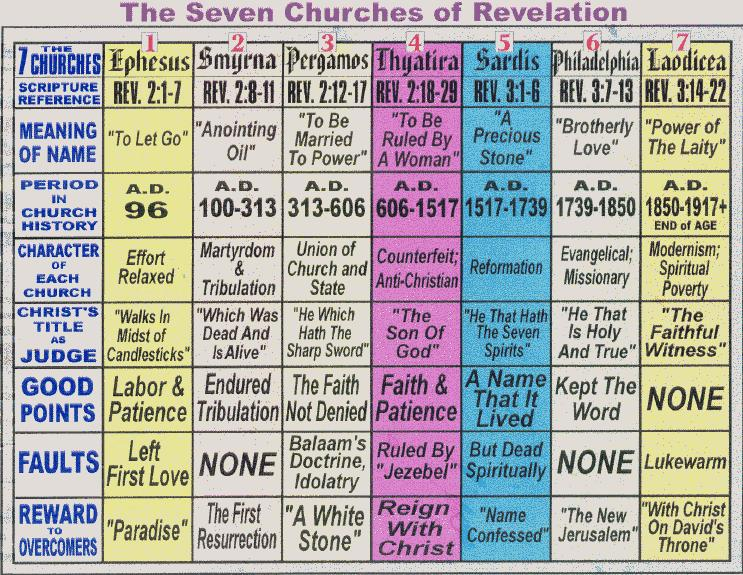 The Seven Churches of Revelation
1 2 3 4 5 6 7
THE
7 CHURCHES
Ephesus Smyrna Pergamos Thyatira Sardis Philadelphia Laodicea
SCRIPTURE
REFERENCE
REV. 2:1-7 REV. 2:8-11 REV. 2:12-17 REV. 2:18-29 REV. 3:1-6 REV. 3:7-13 REV. 3:14-22
MEANING
OF NAME
"To Let Go"
"Anointing
Oil"
"To Be
Married
To Power"
"To Be
Ruled By
A Woman"
"A
Precious
Stone"
"Brotherly
Love"
"Power of
The Laity"
PERIOD
IN
CHURCH
HISTORY
A.D.
96
A.D.
100-313
A.D.
313-606
A.D.
606-1517
A.D.
1517-1739
A.D.
1739-1850
A.D.
1850-1917+
END of AGE
CHARACTER
OF
EACH
CHURCH
Effort
Relaxed
Martyrdom
&
Tribulation
Union of
Church and
State
Counterfeit;
Anti-Christian
Reformation
Evangelical;
Missionary
Modernism;
Spiritual
Poverty
CHRIST'S
TITLE
AS
JUDGE
"Walks In
Midst of
Candlesticks"
"Which Was
Dead And
Is Alive"
"He Which
Hath The
Sharp Sword"
"The
Son Of
God"
"He That Hath
The Seven
Spirits"
"He That
Is Holy
And True"
"The
Faithful
Witness"
GOOD
POINTS
Labor &
Patience
Endured
Tribulation
The Faith
Not Denied
Faith &
Patience
A Name
That It
Lived
Kept The
Word
NONE
FAULTS
Left
First Love
NONE
Balaam's
Doctrine,
Idolatry
Ruled By
"Jezebel"
But Dead
Spiritually
NONE
Lukewarm
REWARD
TO
OVERCOMERS
"Paradise"
The First
Resurrection
"A White
Stone"
Reign
With
Christ
"Name
Confessed"
"The New
Jerusalem"
"With Christ
On David's
Throne"